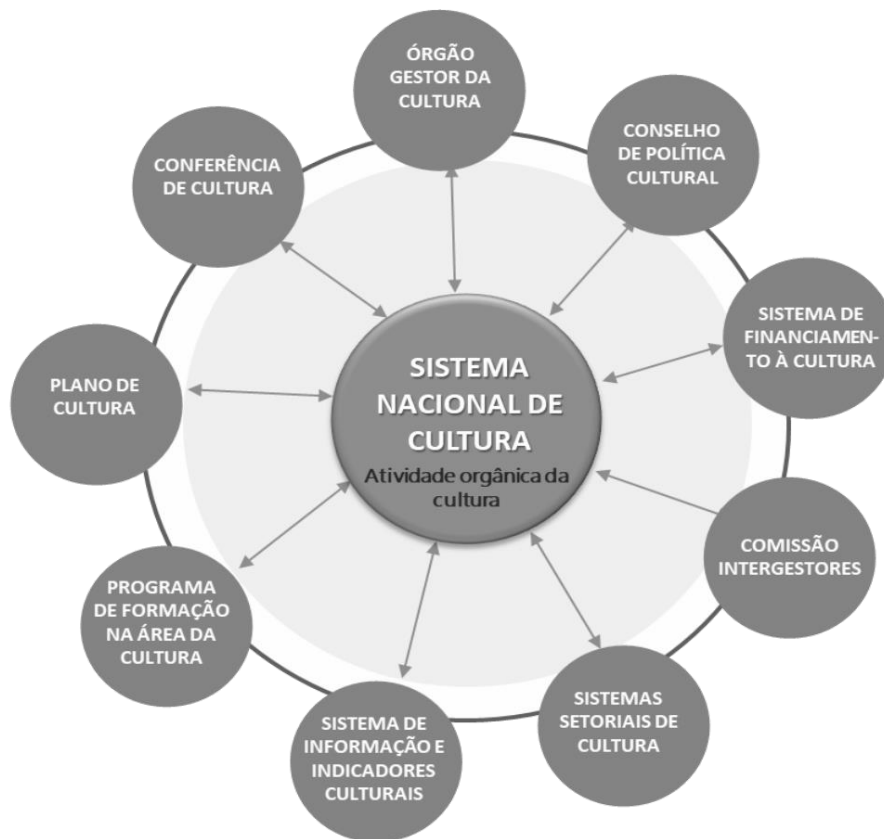 ÓRGÃO
GESTOR DA
CULTURA
CONSELHO
DE POLÍTICA
CULTURAL
CONFERÊNCIA
DE CULTURA
SISTEMA DE
FINANCIAMEN-
TO À CULTURA
SISTEMA
NACIONAL DE
CULTURA
Atividade orgânica da
cultura
PLANO DE
CULTURA
COMISSÃO
INTERGESTORES
PROGRAMA
DE FORMAÇÃO
NA ÁREA DA
CULTURA
SISTEMAS
SETORIAIS DE
CULTURA
SISTEMA DE
INFORMAÇÃO E
INDICADORES
CULTURAIS